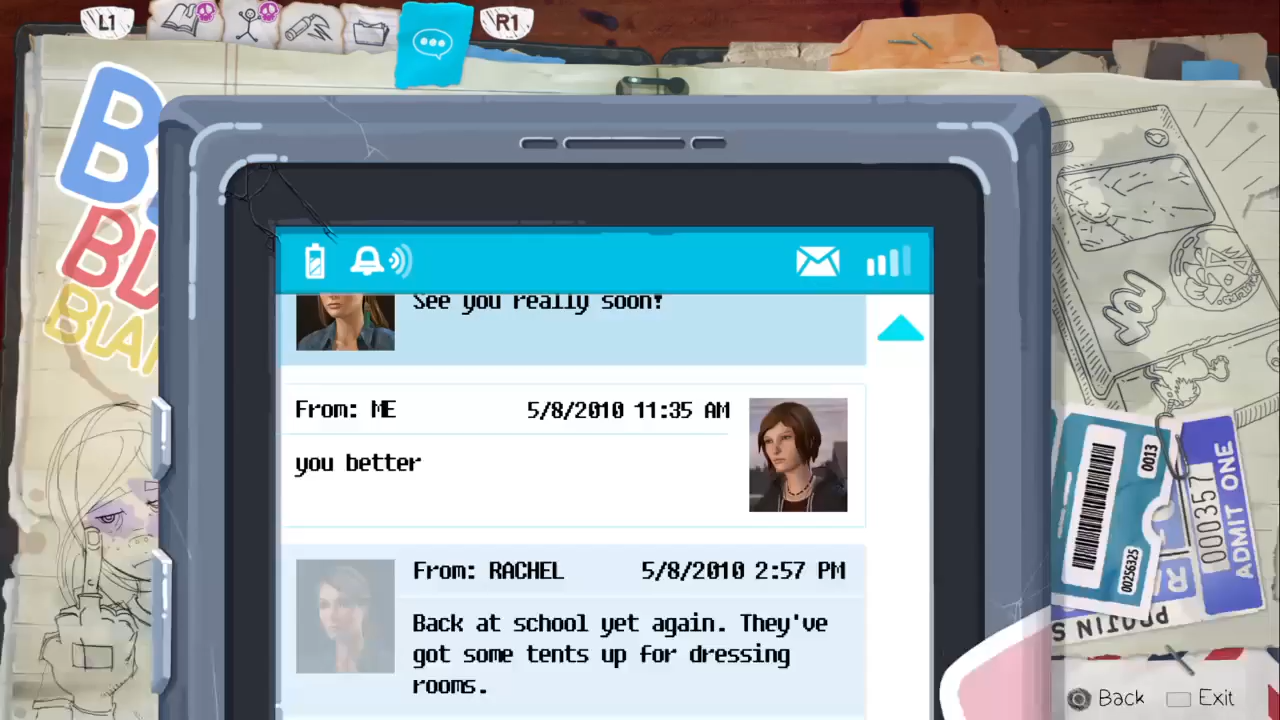 L1
R1
See you really soon!
From: ME
5/8/2010 11:35 AM
you better
From: RACHEL
5/8/2010 2:57 PM
Back at school yet again. They've
got some tents up for dressing
rooms.
0013
00256325
000357
ADMIT ONE
Back
Exit